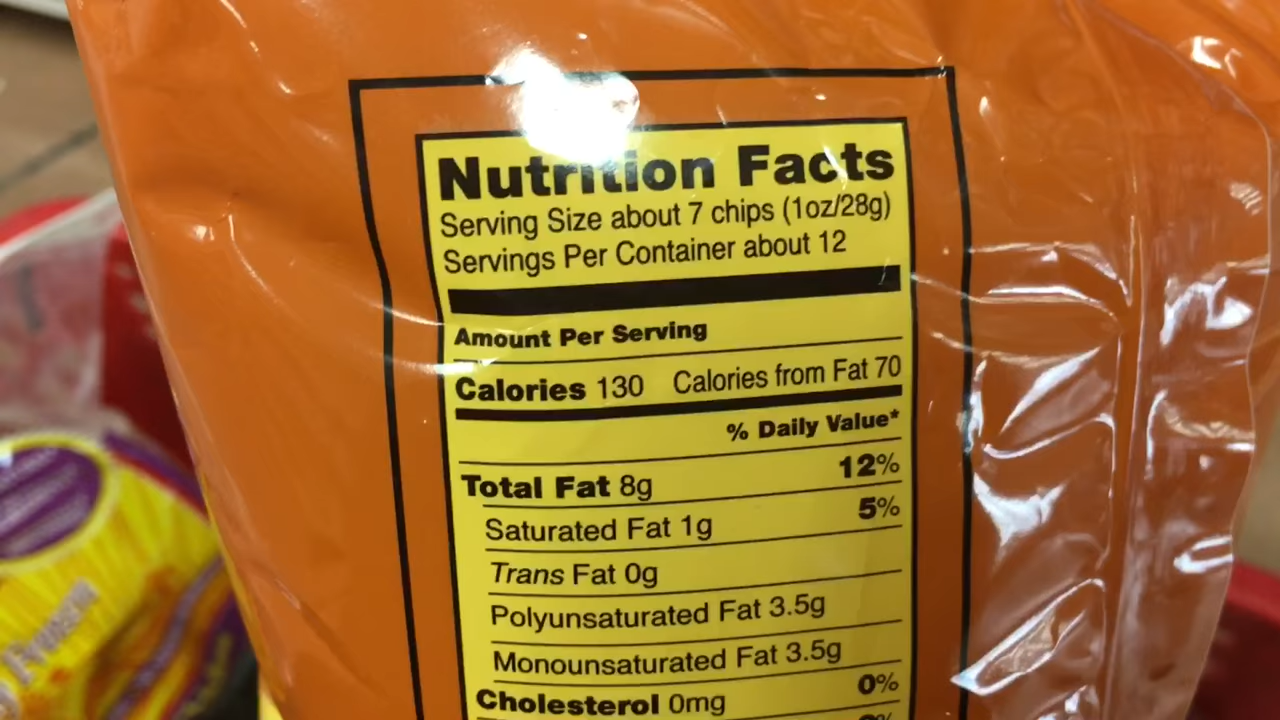 Nutrition Facts
Serving Size about 7 chips (1oz/28g)
Servings Per Container about 12
Amount Per Serving
Calories 130 Calories from Fat 70
% Daily Value*
Total Fat 8g 12%
Saturated Fat 1g 5%
Trans Fat 0g
Polyunsaturated Fat 3.5g
Monounsaturated Fat 3.5g
Cholesterol 0mg 0%